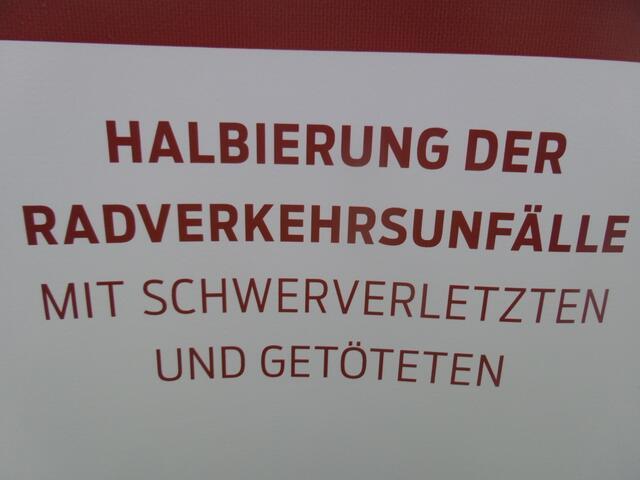 HALBIERUNG DER
RADVERKEHRSUNFÄLLE
MIT SCHWERVERLETZTEN
UND GETÖTETEN